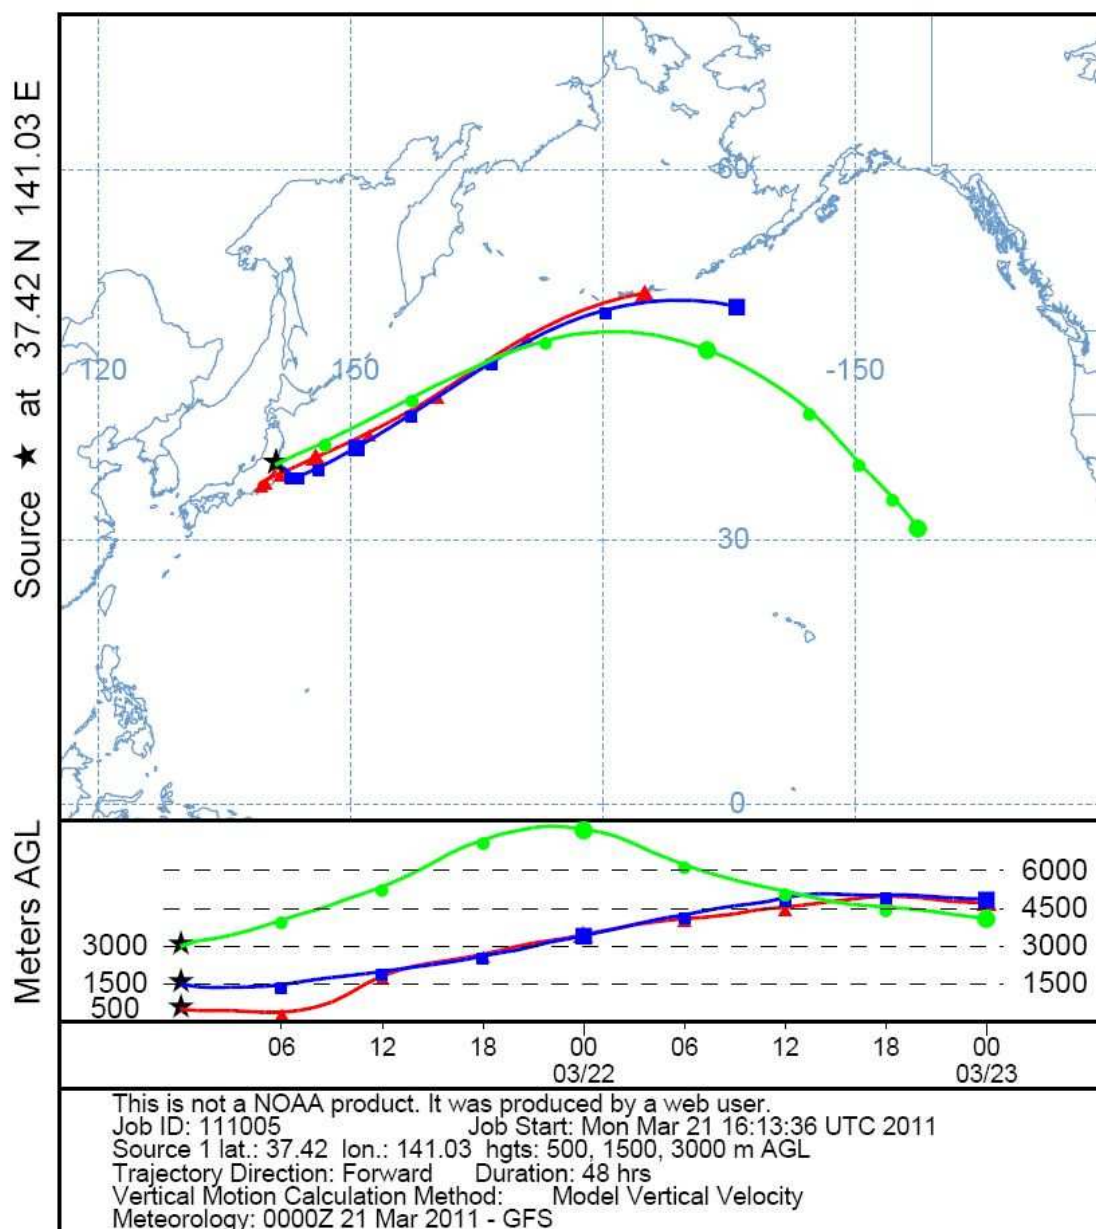 Source ★ at 37.42 N 141.03 E
60
120
150
-150
30
0
Meters AGL
6000
4500
3000
3000
1500
1500
500
06
12
18
00
06
12
18
00
03/22
03/23
This is not a NOAA product. It was produced by a web user.
Job ID: 111005 Job Start: Mon Mar 21 16:13:36 UTC 2011
Source 1 lat.: 37.42 lon.: 141.03 hgts: 500, 1500, 3000 m AGL
Trajectory Direction: Forward Duration: 48 hrs
Vertical Motion Calculation Method: Model Vertical Velocity
Meteorology: 0000Z 21 Mar 2011 - GFS